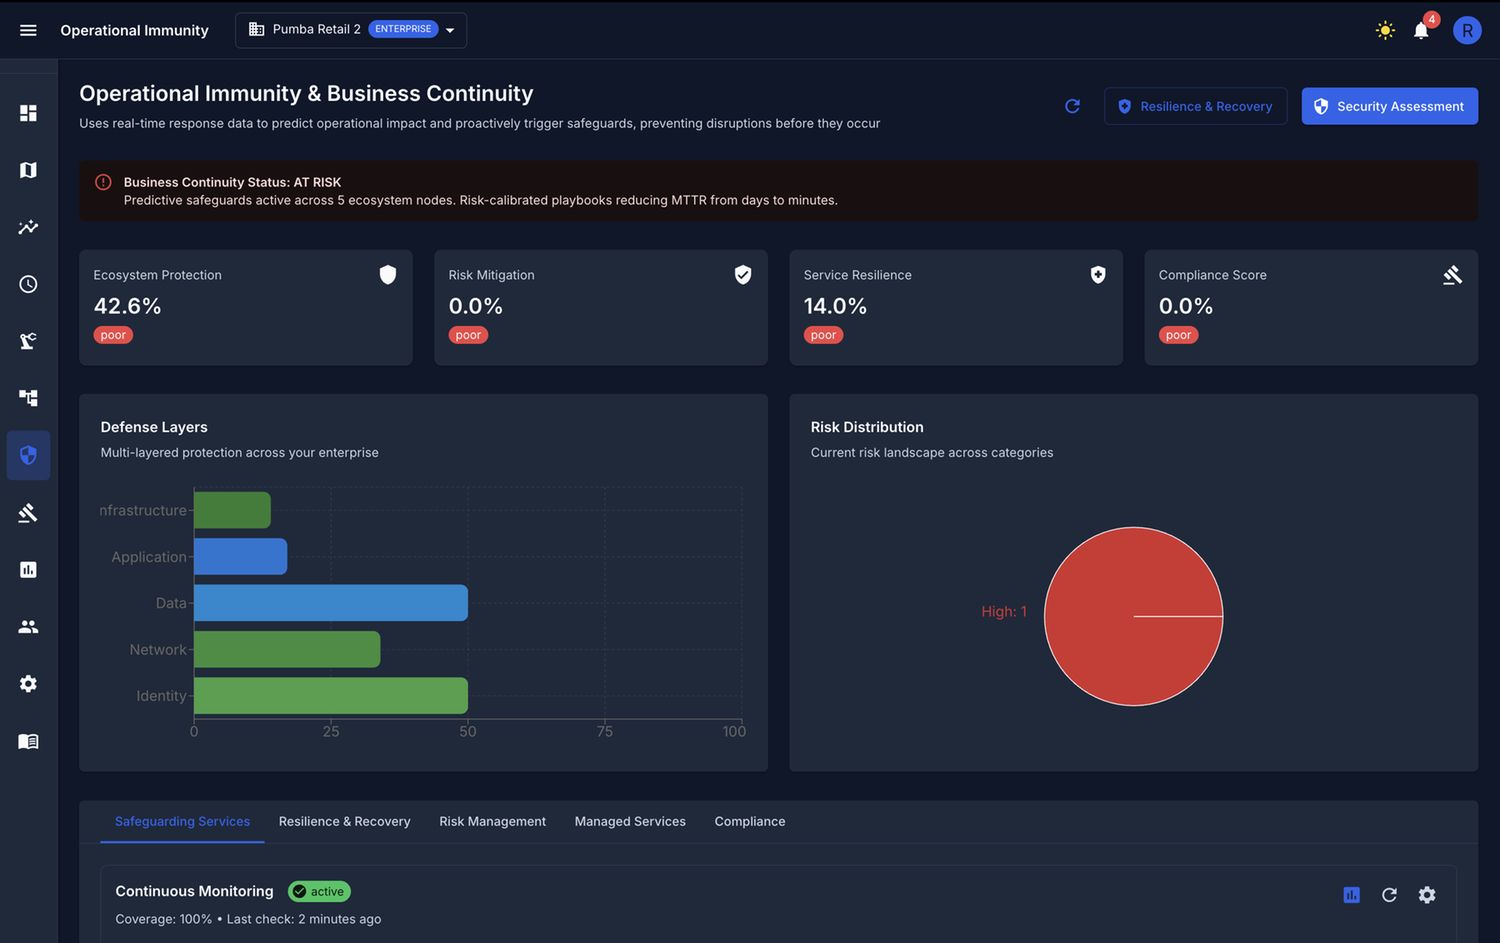 Operational Immunity
Pumba Retail 2 ENTERPRISE
4
R
Operational Immunity & Business Continuity
Uses real-time response data to predict operational impact and proactively trigger safeguards, preventing disruptions before they occur
Resilience & Recovery
Security Assessment
Business Continuity Status: AT RISK
Predictive safeguards active across 5 ecosystem nodes. Risk-calibrated playbooks reducing MTTR from days to minutes.
Ecosystem Protection
42.6%
poor
Risk Mitigation
0.0%
poor
Service Resilience
14.0%
poor
Compliance Score
0.0%
poor
Defense Layers
Multi-layered protection across your enterprise
nfrastructure
Application
Data
Network
Identity
0 25 50 75 100
Risk Distribution
Current risk landscape across categories
High: 1
Safeguarding Services Resilience & Recovery Risk Management Managed Services Compliance
Continuous Monitoring active
Coverage: 100% • Last check: 2 minutes ago